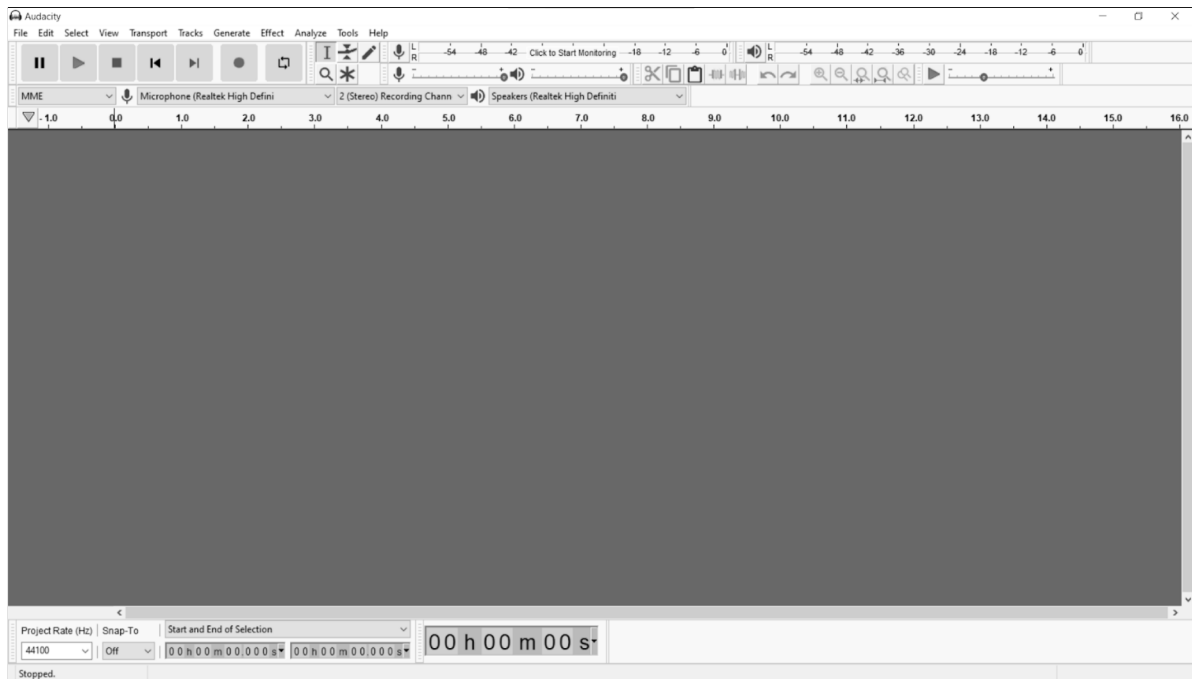 Audacity
File Edit Select View Transport Tracks Generate Effect Analyze Tools Help
L R -54 -48 -42 Click to Start Monitoring -18 -12 -6 0 L R -54 -48 -42 -36 -30 -24 -18 -12 -6 0
MME Microphone (Realtek High Defini 2 (Stereo) Recording Chann Speakers (Realtek High Definiti
- 1.0 0.0 1.0 2.0 3.0 4.0 5.0 6.0 7.0 8.0 9.0 10.0 11.0 12.0 13.0 14.0 15.0 16.0
Project Rate (Hz) Snap-To Start and End of Selection
44100 Off 00 h 00 m 00.000 s 00 h 00 m 00.000 s 00 h 00 m 00 s
Stopped.